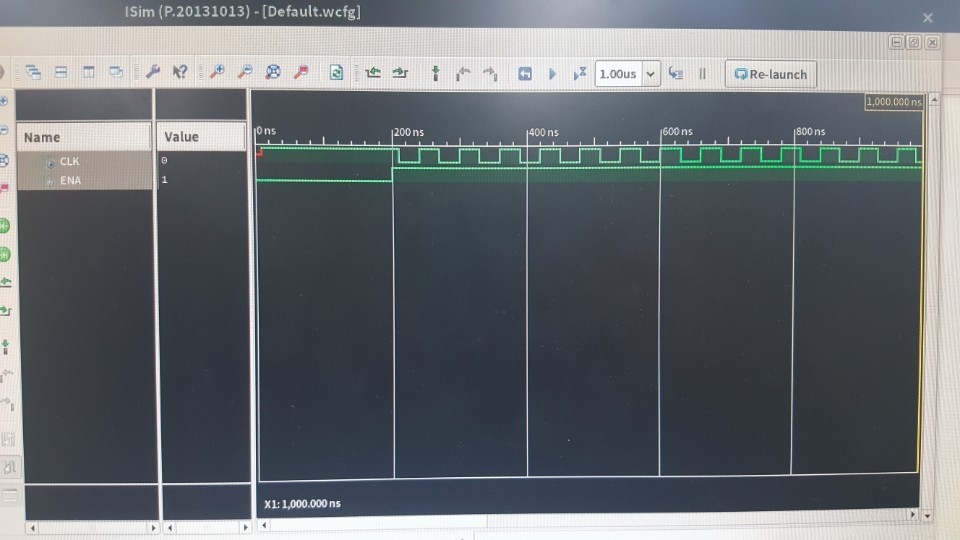 ISim (P.20131013) - [Default.wcfg]
1.00us
Re-launch
1,000.000 ns
Name
Value
0 ns
200 ns
400 ns
600 ns
800 ns
CLK
0
ENA
1
X1: 1,000.000 ns